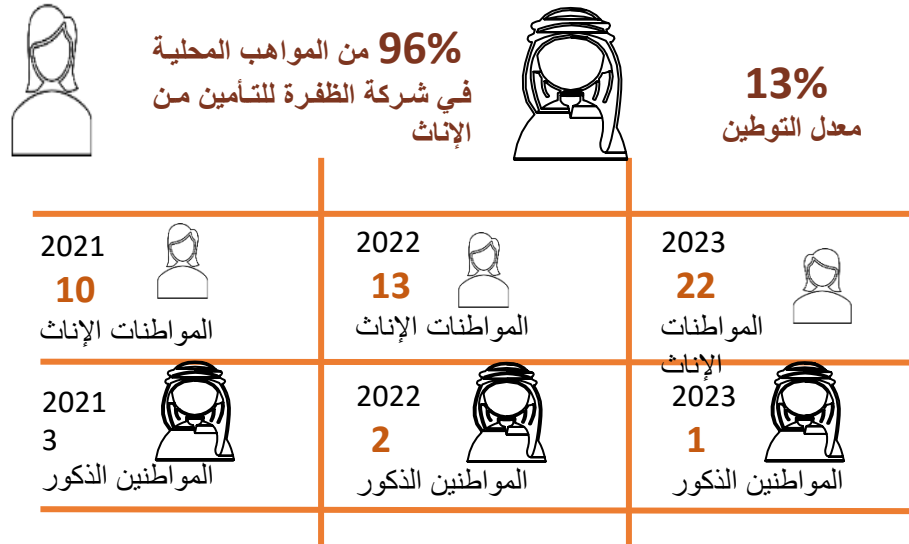 96% من المواهب المحلية
في شركة الظفرة للتأمين من
الإناث
13%
معدل التوطين
2021
10
المواطنات الإناث
2022
13
المواطنات الإناث
2023
22
المواطنات
الإناث
2021
3
المواطنين الذكور
2022
2
المواطنين الذكور
2023
1
المواطنين الذكور